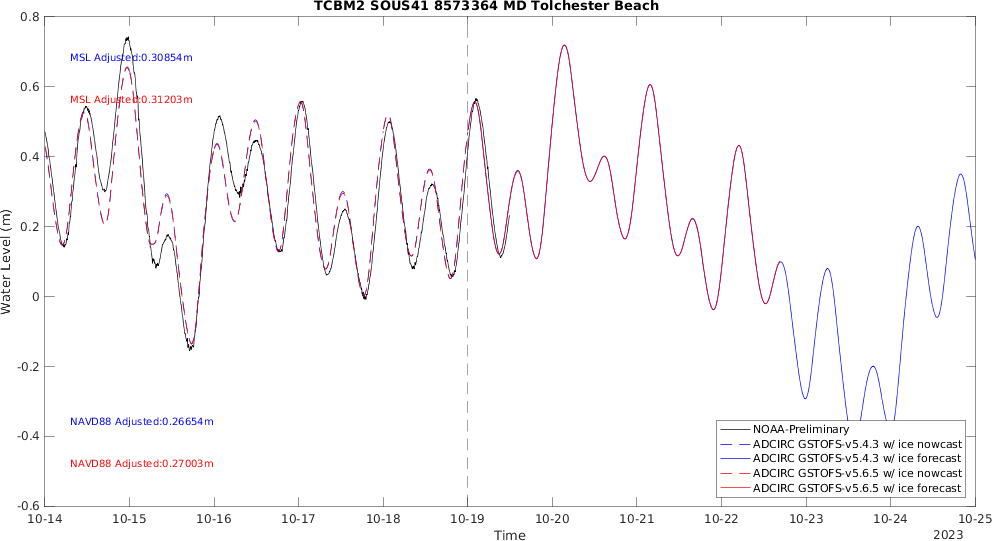 TCBM2 SOUS41 8573364 MD Tolchester Beach
0.8
0.6
0.4
0.2
0
-0.2
-0.4
-0.6
Water Level (m)
MSL Adjusted:0.30854m
MSL Adjusted:0.31203m
NAVD88 Adjusted:0.26654m
NAVD88 Adjusted:0.27003m
NOAA-Preliminary
ADCIRC GSTOFS-v5.4.3 w/ ice nowcast
ADCIRC GSTOFS-v5.4.3 w/ ice forecast
ADCIRC GSTOFS-v5.6.5 w/ ice nowcast
ADCIRC GSTOFS-v5.6.5 w/ ice forecast
10-14 10-15 10-16 10-17 10-18 10-19 10-20 10-21 10-22 10-23 10-24 10-25
Time
2023